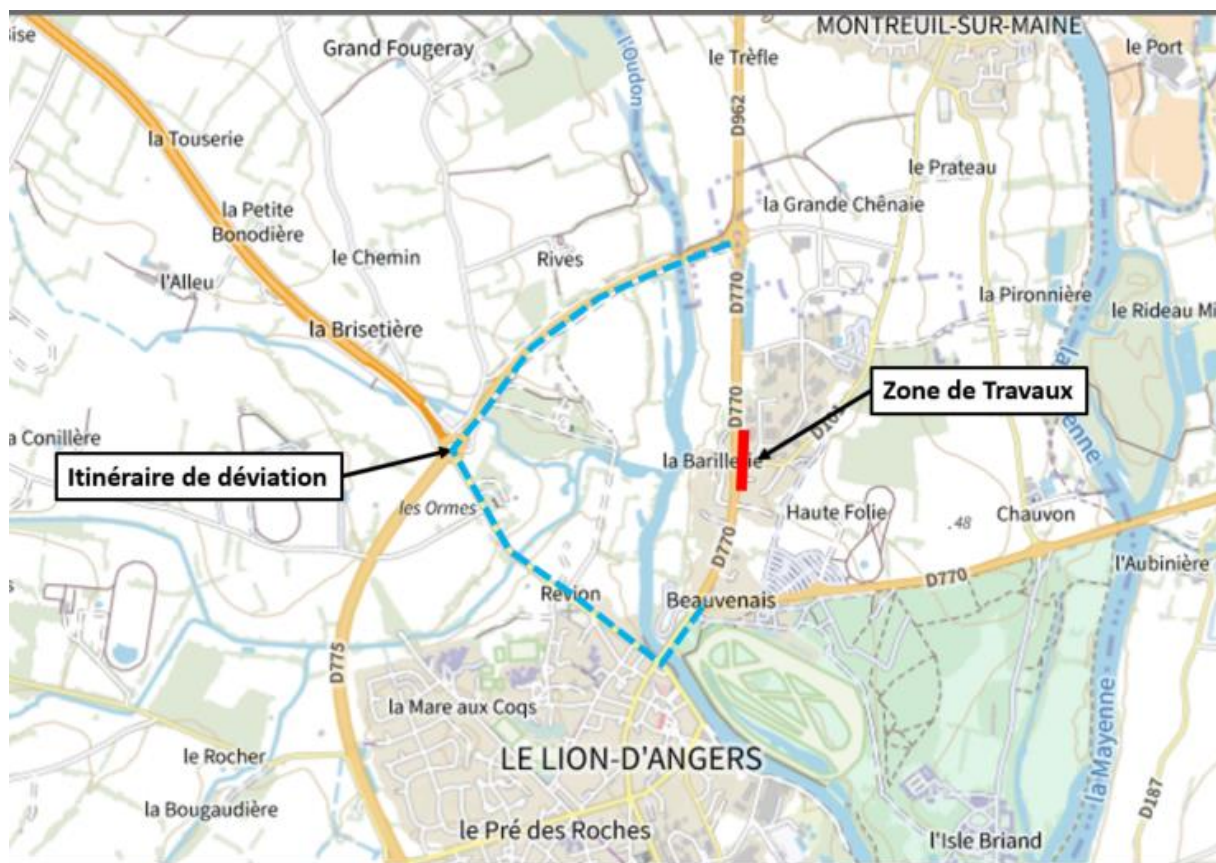 MONTREUIL-SUR-MAINE
Grand Fougeray
l'Oudon
le Trèfle
le Port
D962
la Touserie
le Prateau
la Petite
Bonodière
la Grande Chênaie
le Chemin
Rives
l'Alleu
D770
la Pironnière
la Brisetière
le Rideau
Zone de Travaux
D770
Itinéraire de déviation
la Barillerie
les Ormes
Haute Folie
48
Chauvon
D770
l'Aubinière
D770
Revion
Beauvenais
D775
la Mare aux Coqs
le Rocher
LE LION-D'ANGERS
la Mayenne
D187
la Bougaudière
le Pré des Roches
l'Isle Briand